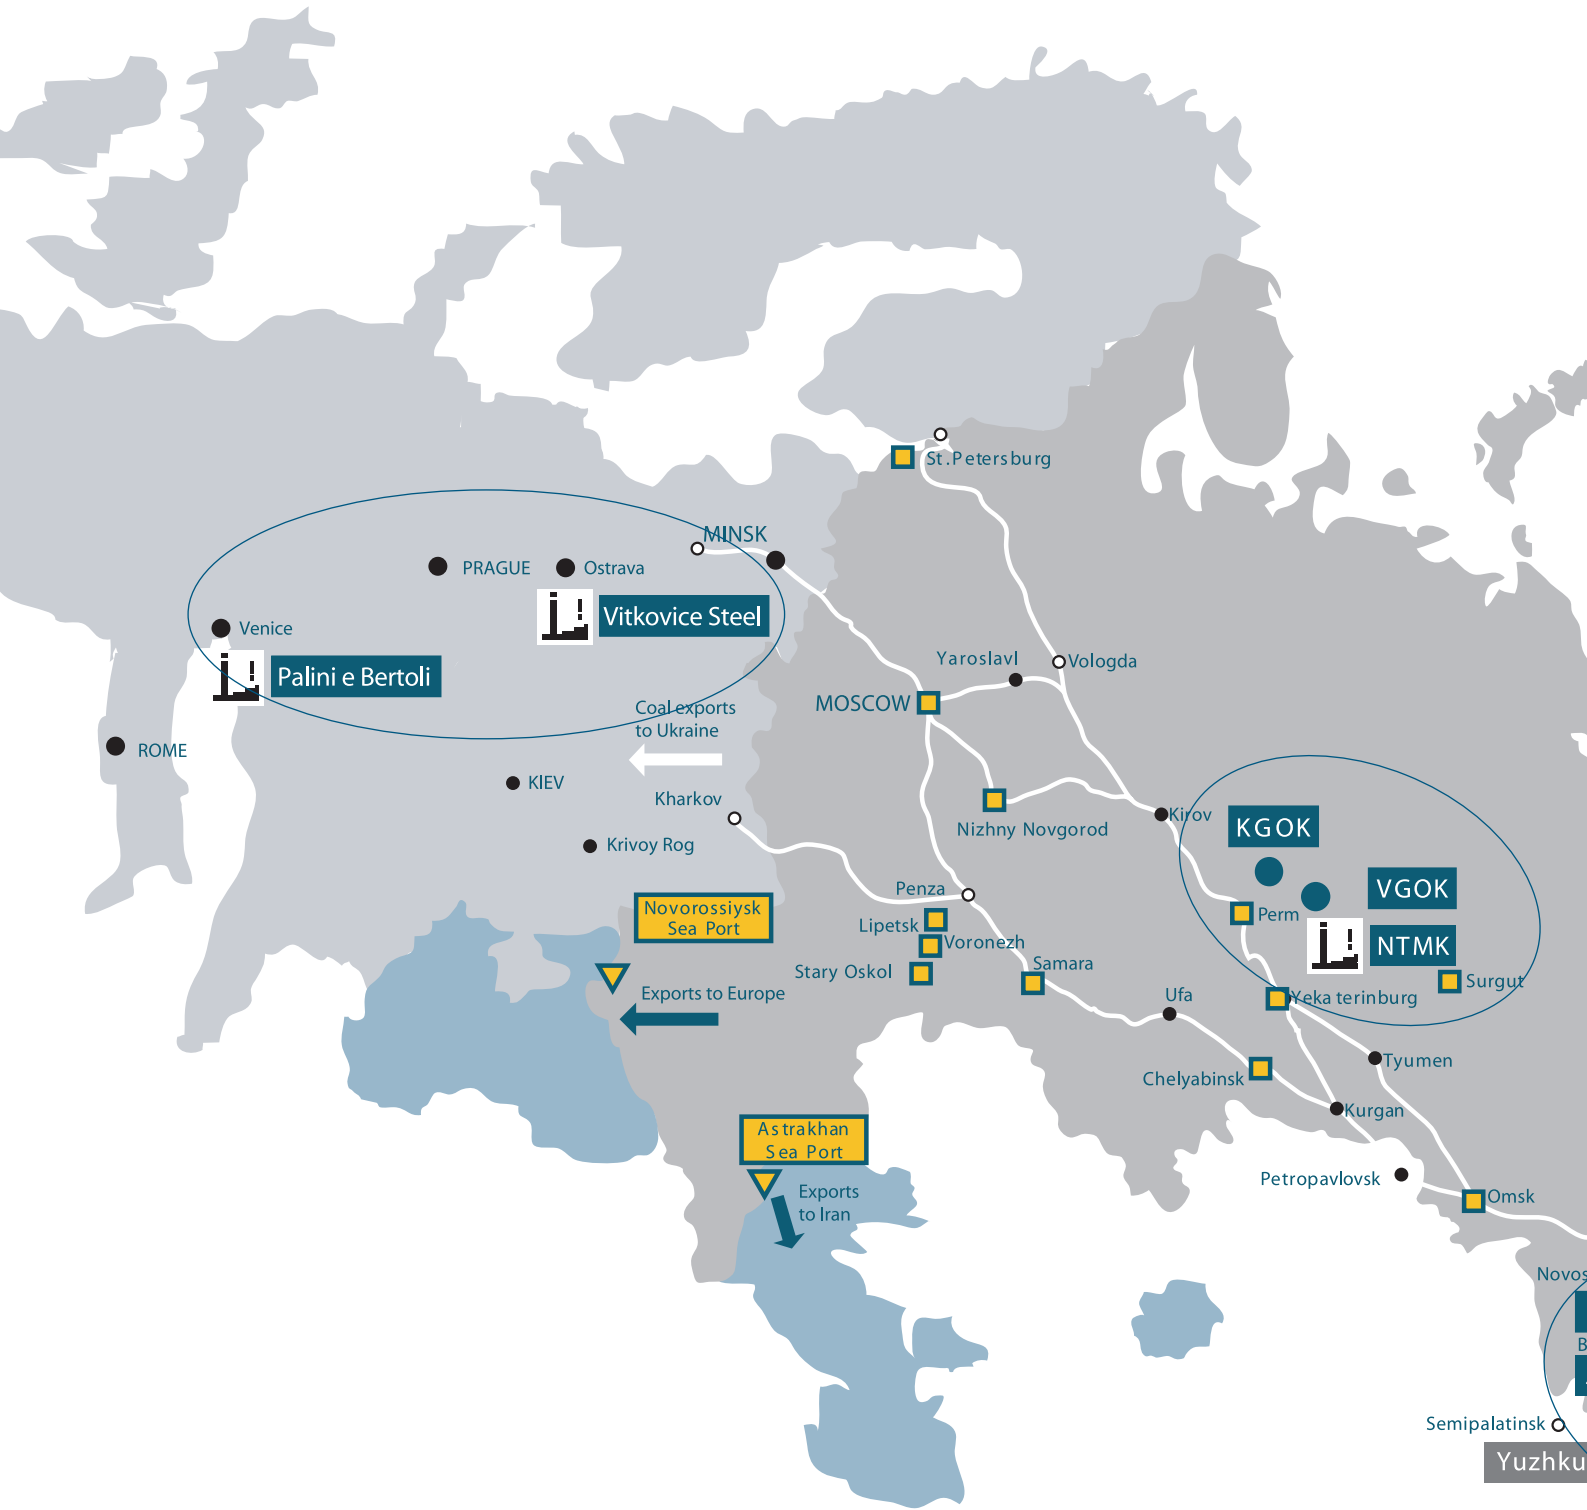 St.Petersburg
MINSK
PRAGUE
Ostrava
Vitkovice Steel
Venice
Palini e Bertoli
Yaroslavl
Vologda
MOSCOW
Coal exports
to Ukraine
ROME
KIEV
Kharkov
Krivoy Rog
Nizhny Novgorod
Kirov
KGOK
VGOK
Penza
Perm
Lipetsk
Voronezh
NTMK
Novorossiysk
Sea Port
Stary Oskol
Samara
Surgut
Exports to Europe
Ufa
Yeka terinburg
Tyumen
Chelyabinsk
Kurgan
Astrakhan
Sea Port
Petropavlovsk
Exports
to Iran
Omsk
Novos
B
Semipalatinsk
Yuzhku